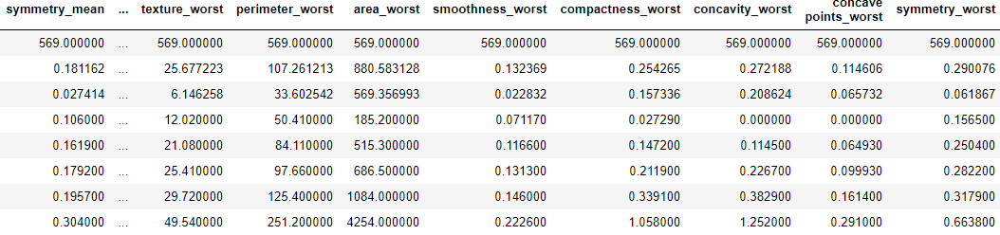 symmetry_mean ... texture_worst perimeter_worst area_worst smoothness_worst compactness_worst concavity_worst concave points_worst symmetry_worst
569.000000 ... 569.000000 569.000000 569.000000 569.000000 569.000000 569.000000 569.000000 569.000000
0.181162 ... 25.677223 107.261213 880.583128 0.132369 0.254265 0.272188 0.114606 0.290076
0.027414 ... 6.146258 33.602542 569.356993 0.022832 0.157336 0.208624 0.065732 0.061867
0.106000 ... 12.020000 50.410000 185.200000 0.071170 0.027290 0.000000 0.000000 0.156500
0.161900 ... 21.080000 84.110000 515.300000 0.116600 0.147200 0.114500 0.064930 0.250400
0.179200 ... 25.410000 97.660000 686.500000 0.131300 0.211900 0.226700 0.099930 0.282200
0.195700 ... 29.720000 125.400000 1084.000000 0.146000 0.339100 0.382900 0.161400 0.317900
0.304000 ... 49.540000 251.200000 4254.000000 0.222600 1.058000 1.252000 0.291000 0.663800